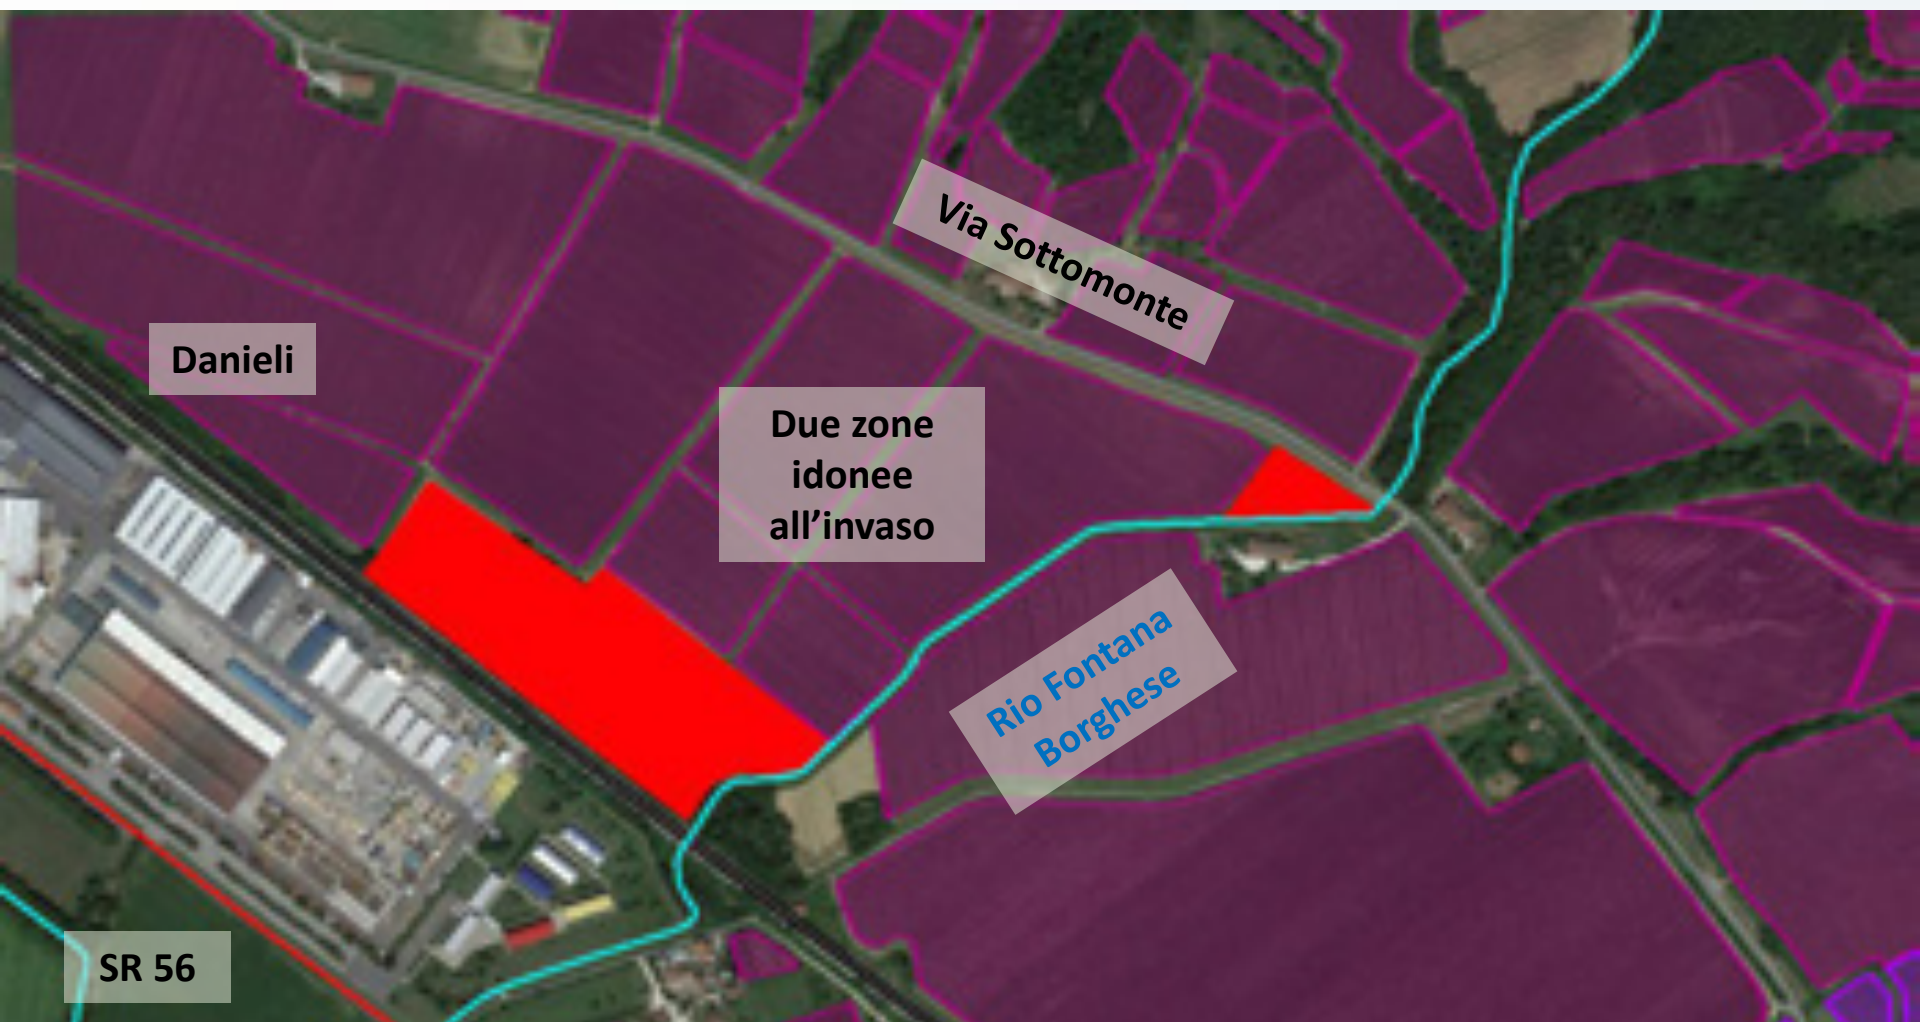 Via Sottomonte
Danieli
Due zone
idonee
all’invaso
Rio Fontana
Borghese
SR 56